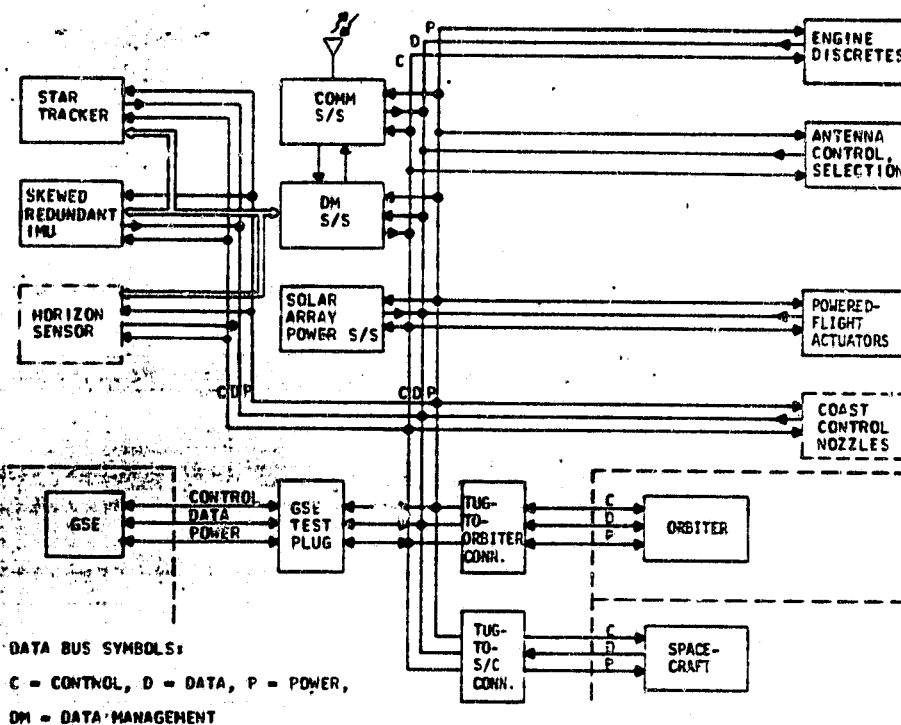 P
D
C
ENGINE
DISCRETES
STAR
TRACKER
COMM
S/S
ANTENNA
CONTROL,
SELECTION
SKEWED
REDUNDANT
IMU
DM
S/S
HORIZON
SENSOR
SOLAR
ARRAY
POWER S/S
POWERED-
FLIGHT
ACTUATORS
C D P
C D P
COAST
CONTROL
NOZZLES
GSE
CONTROL
DATA
POWER
GSE
TEST
PLUG
TUG-
TO-
ORBITER
CONN.
C
D
P
ORBITER
TUG-
TO-
S/C
CONN.
C
D
P
SPACE-
CRAFT
DATA BUS SYMBOLS:
C = CONTROL, D = DATA, P = POWER,
DM = DATA MANAGEMENT